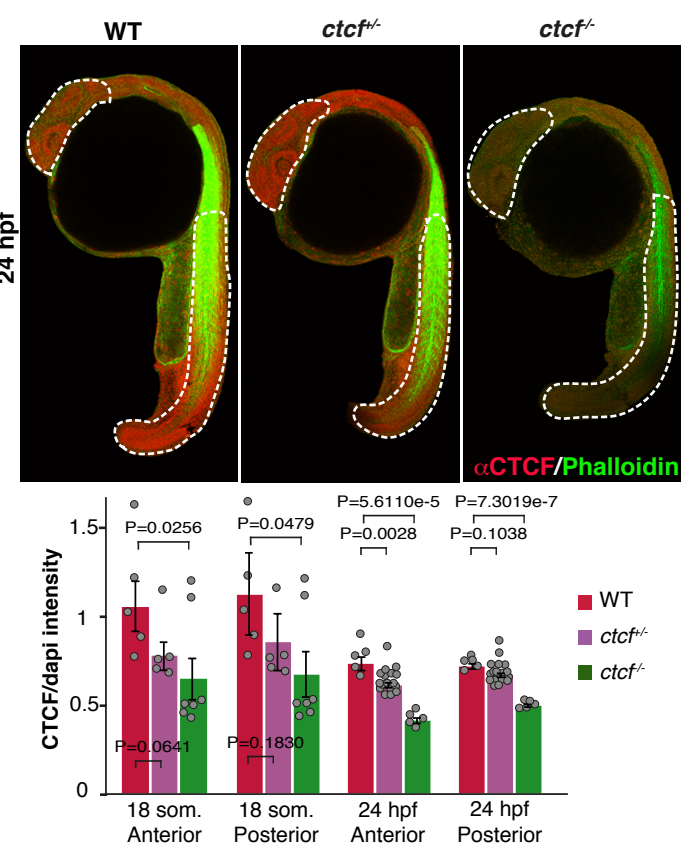 WT
ctcf+/-
ctcf-/-
24 hpf
αCTCF/Phalloidin
P=5.6110e-5
P=7.3019e-7
P=0.0256
P=0.0479
P=0.0028
P=0.1038
CTCF/dapi intensity
1.5
1
0.5
0
P=0.0641
P=0.1830
WT
ctcf+/-
ctcf-/-
18 som.
Anterior
18 som.
Posterior
24 hpf
Anterior
24 hpf
Posterior